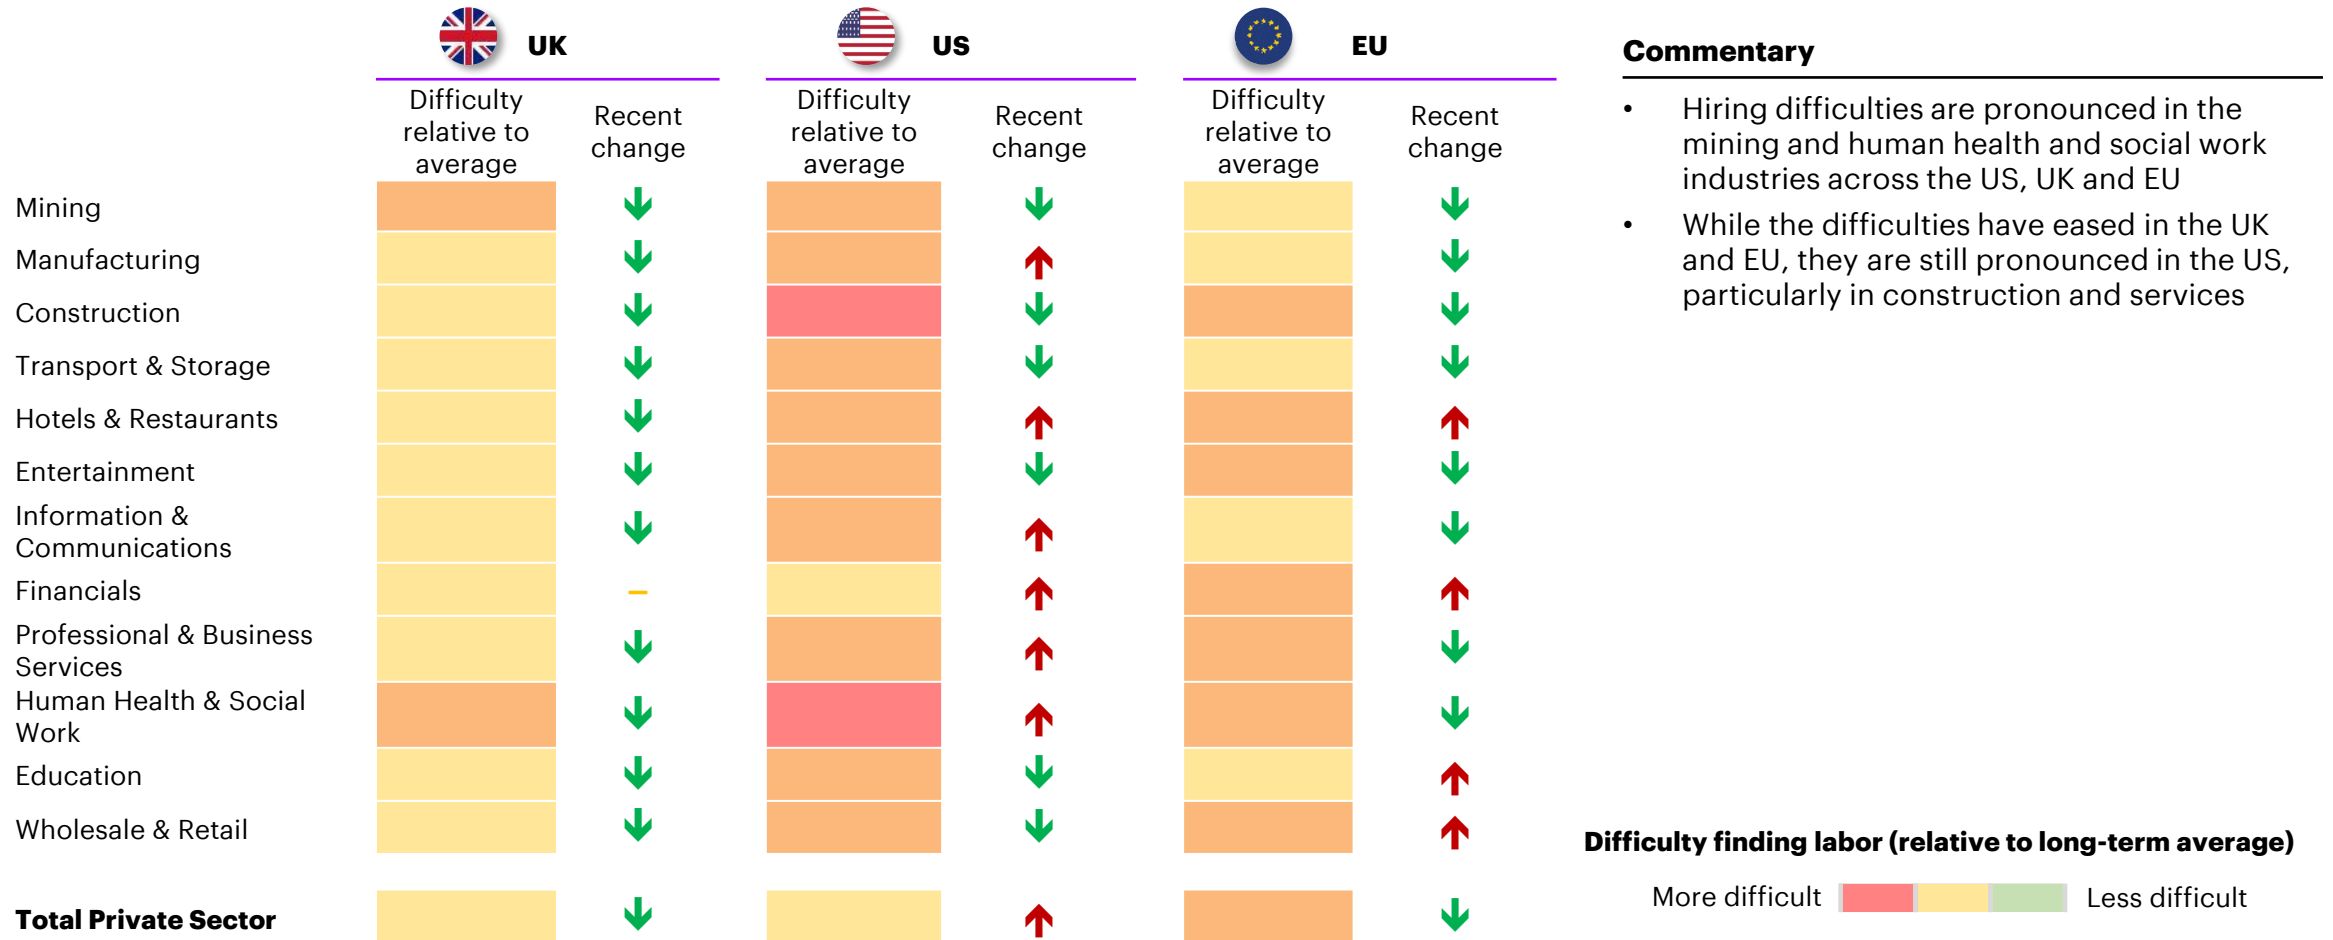 UK
US
EU
Commentary
Difficulty
relative to
average
Recent
change
Difficulty
relative to
average
Recent
change
Difficulty
relative to
average
Recent
change
• Hiring difficulties are pronounced in the
mining and human health and social work
industries across the US, UK and EU
• While the difficulties have eased in the UK
and EU, they are still pronounced in the US,
particularly in construction and services
Mining
Manufacturing
Construction
Transport & Storage
Hotels & Restaurants
Entertainment
Information &
Communications
Financials
Professional & Business
Services
Human Health & Social
Work
Education
Wholesale & Retail
Total Private Sector
Difficulty finding labor (relative to long-term average)
More difficult
Less difficult